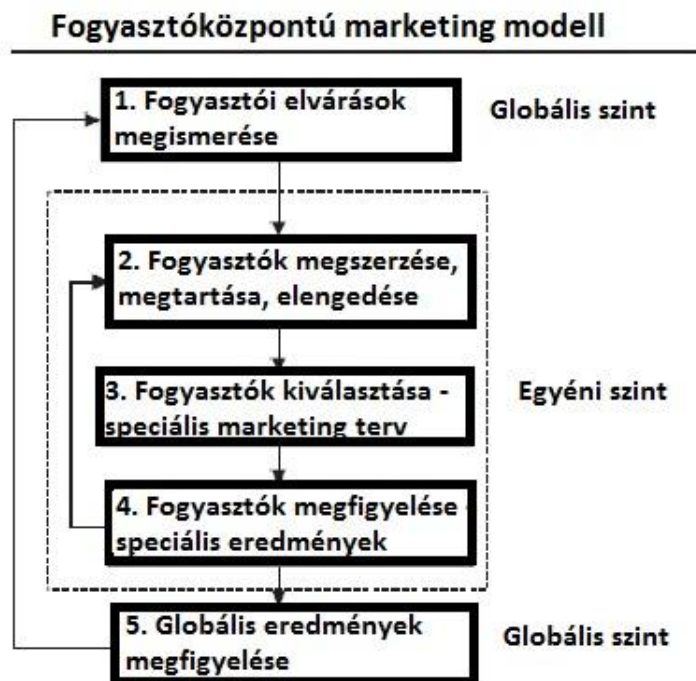 Fogyasztóközpontú marketing modell
1. Fogyasztói elvárások
megismerése
Globális szint
2. Fogyasztók megszerzése,
megtartása, elengedése
3. Fogyasztók kiválasztása -
speciális marketing terv
Egyéni szint
4. Fogyasztók megfigyelése -
speciális eredmények
5. Globális eredmények
megfigyelése
Globális szint